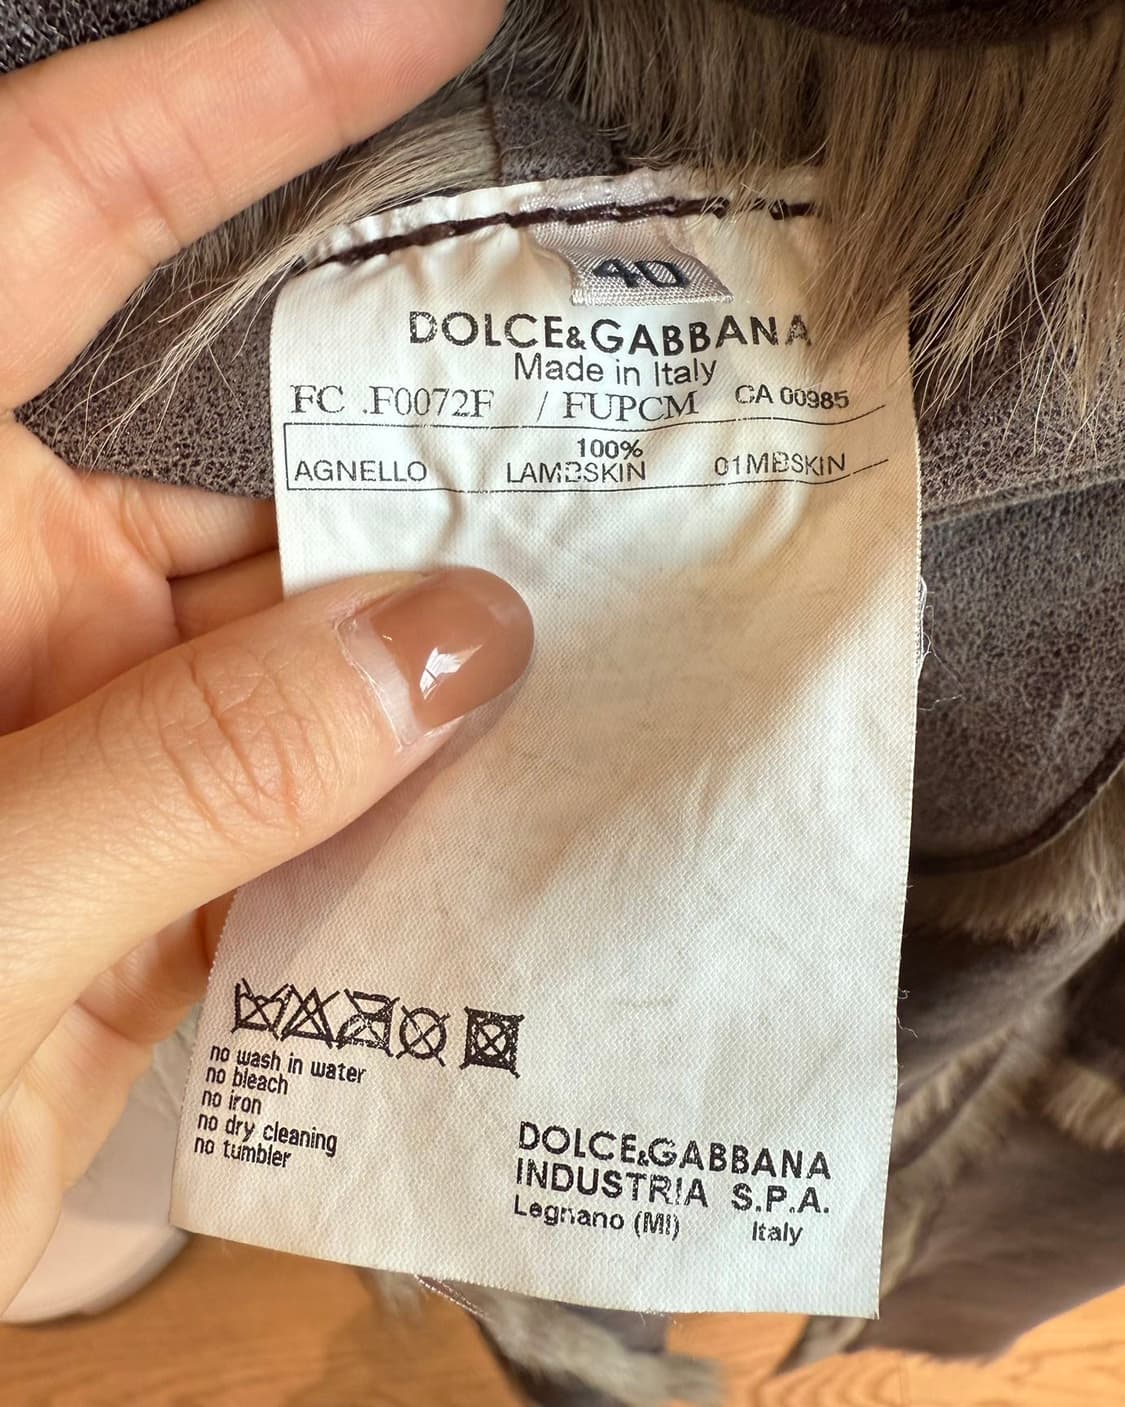 40
DOLCE&GABBANA
Made in Italy
FC .F0072F / FUPCM CA 00985
100%
AGNELLO LAMBSKIN 01MBSKIN
no wash in water
no bleach
no iron
no dry cleaning
no tumbler
DOLCE&GABBANA
INDUSTRIA S.P.A.
Legnano (MI) Italy